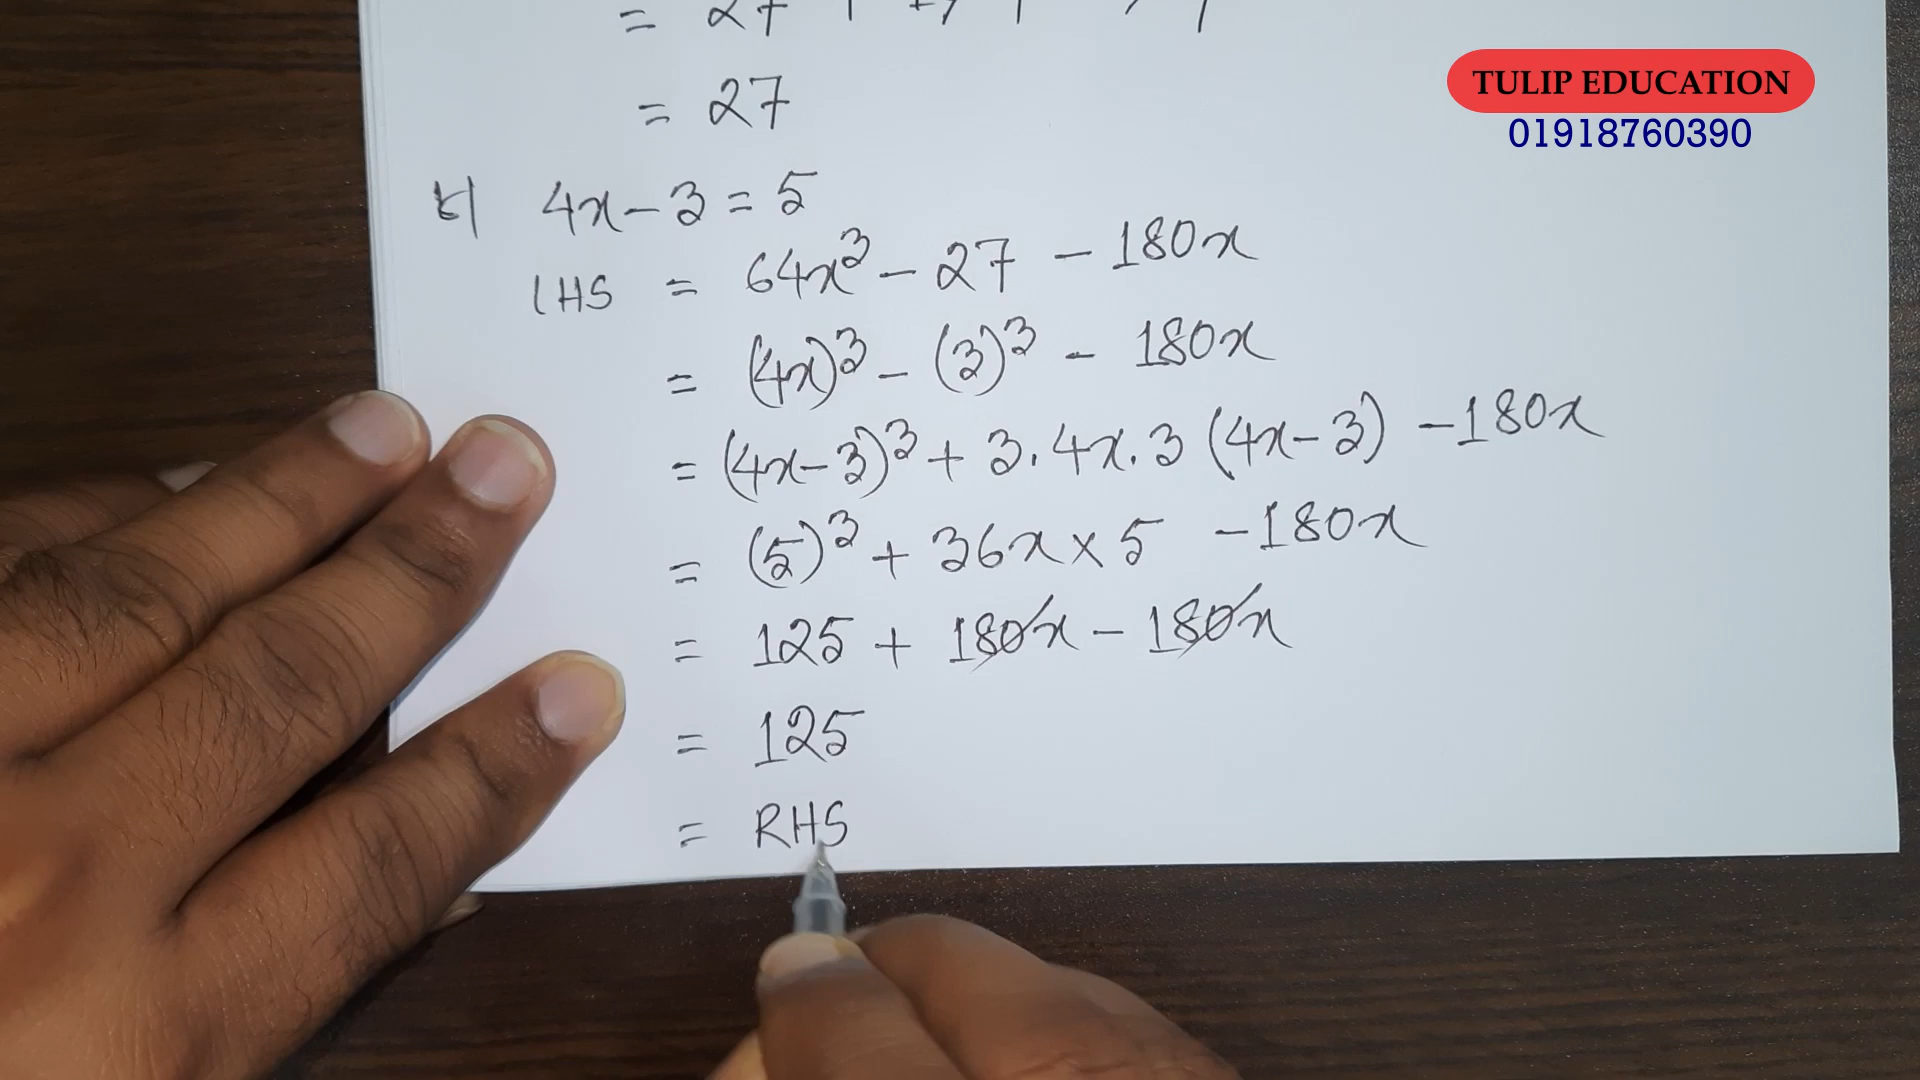 TULIP EDUCATION
01918760390
= 27
4x - 3 = 5
LHS = 64x³ - 27 - 180x
= (4x)³ - (3)³ - 180x
= (4x-3)³ + 3.4x.3 (4x-3) - 180x
= (5)³ + 36x × 5 - 180x
= 125 + 180x - 180x
= 125
= RHS